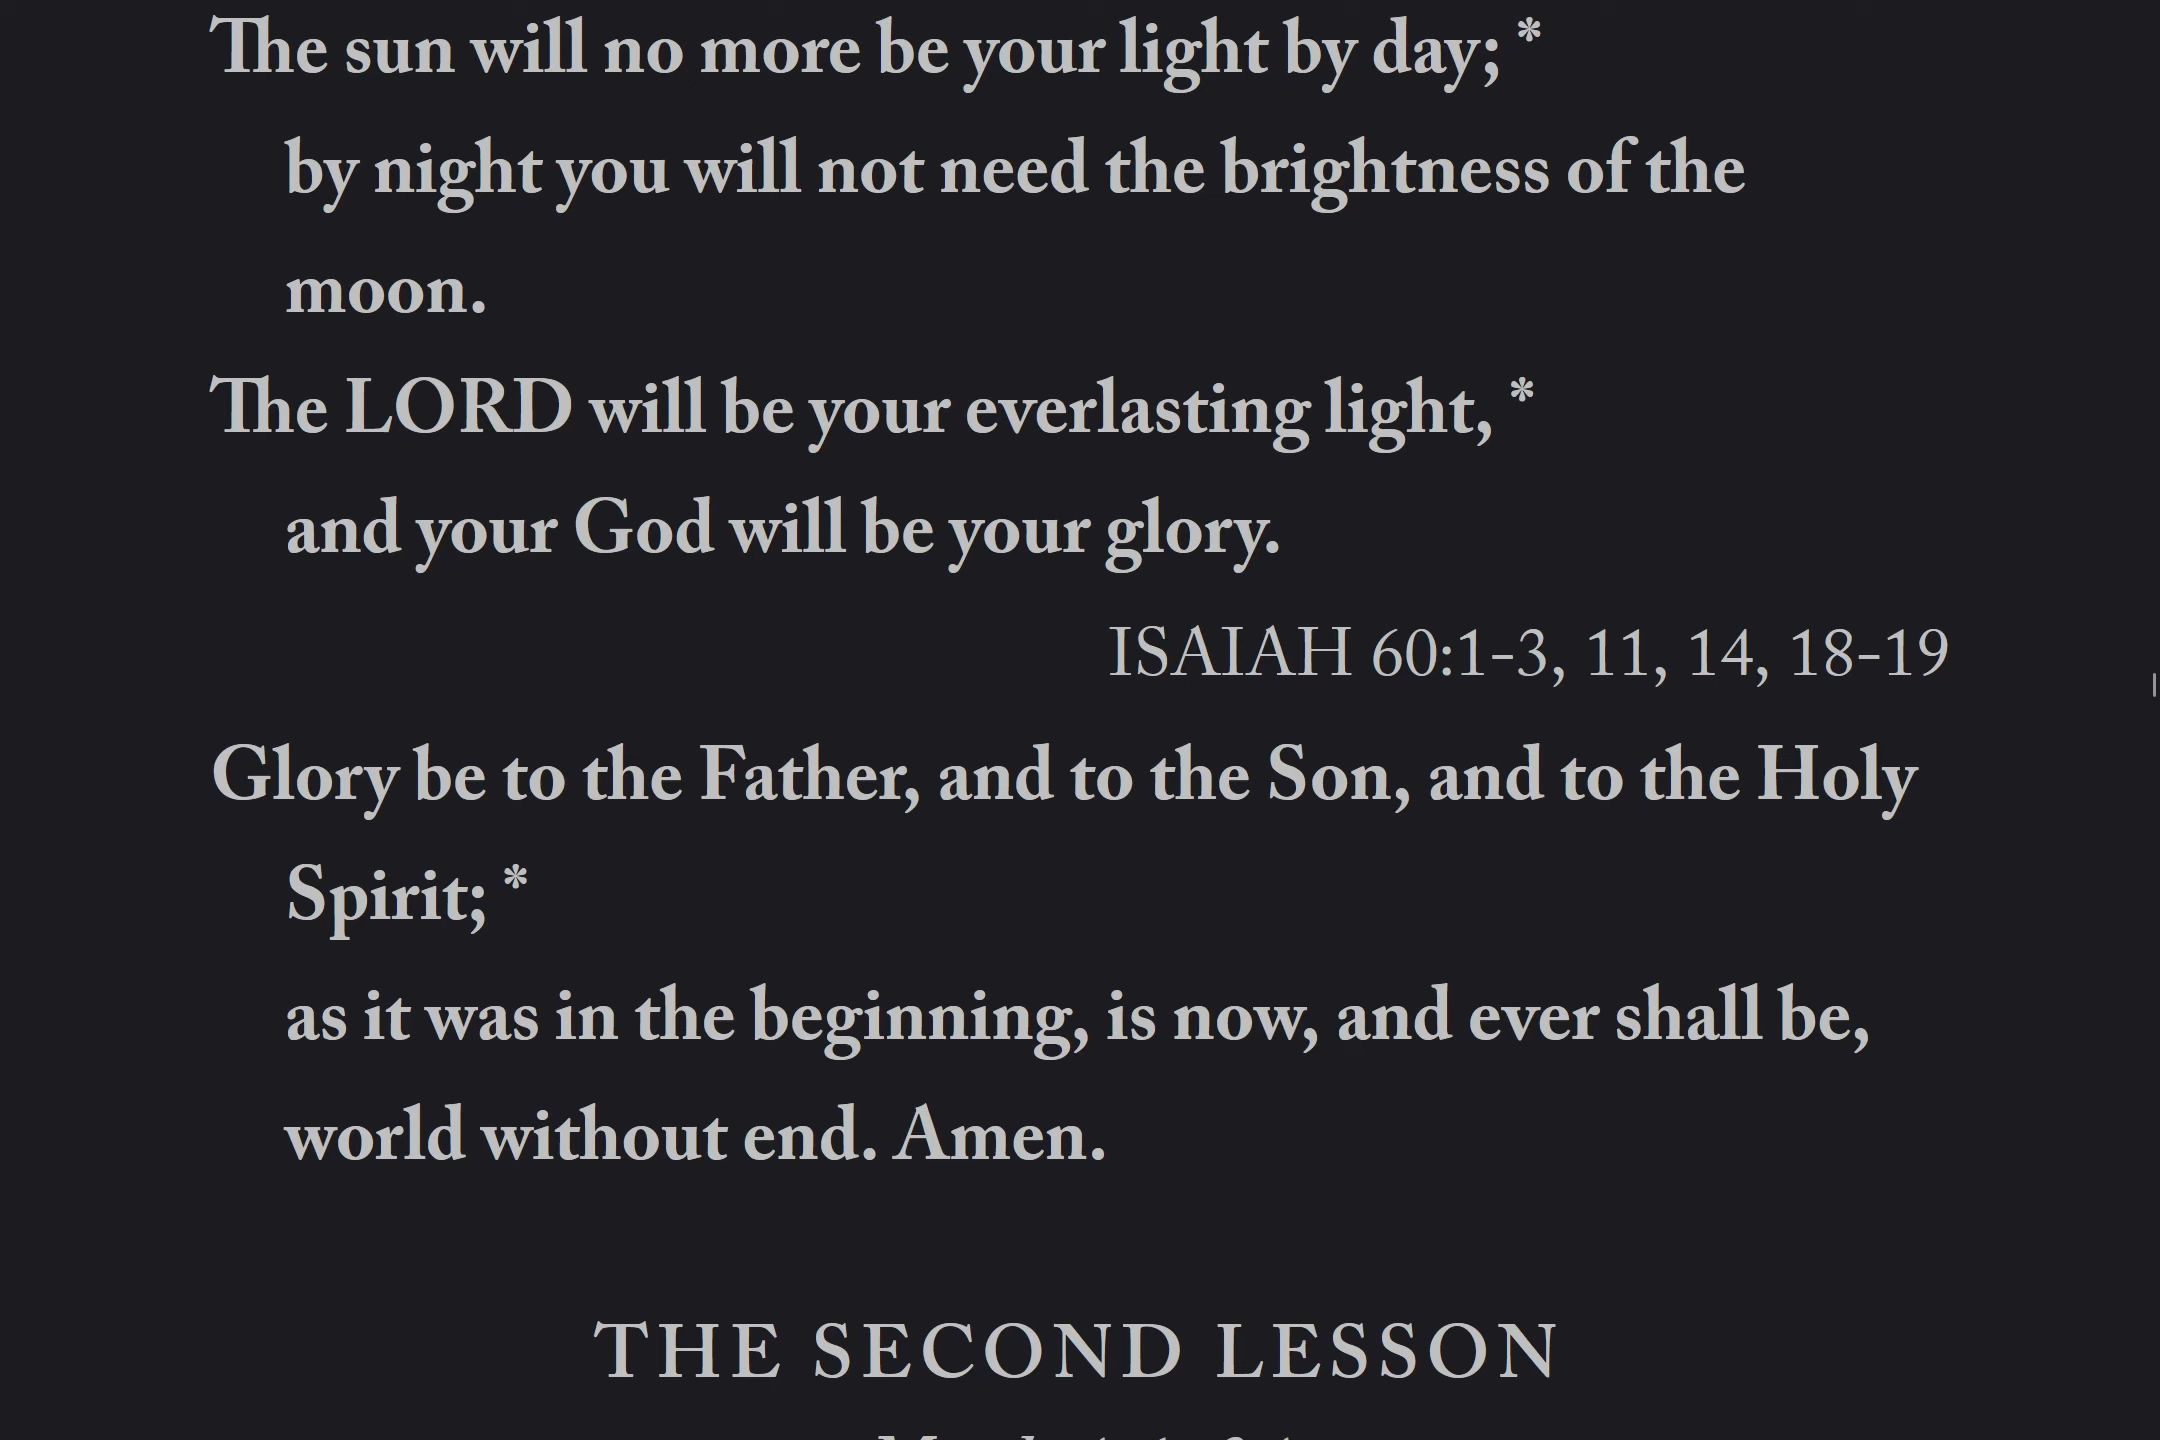 The sun will no more be your light by day; *
by night you will not need the brightness of the
moon.
The LORD will be your everlasting light, *
and your God will be your glory.
ISAIAH 60:1-3, 11, 14, 18-19
Glory be to the Father, and to the Son, and to the Holy
Spirit; *
as it was in the beginning, is now, and ever shall be,
world without end. Amen.
THE SECOND LESSON